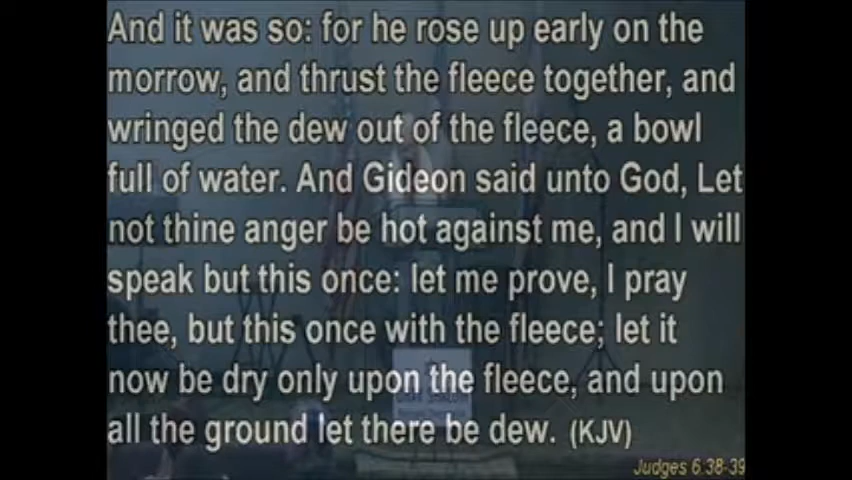 And it was so: for he rose up early on the
morrow, and thrust the fleece together, and
wringed the dew out of the fleece, a bowl
full of water. And Gideon said unto God, Let
not thine anger be hot against me, and I will
speak but this once: let me prove, I pray
thee, but this once with the fleece; let it
now be dry only upon the fleece, and upon
all the ground let there be dew. (KJV)
Judges 6:38-39